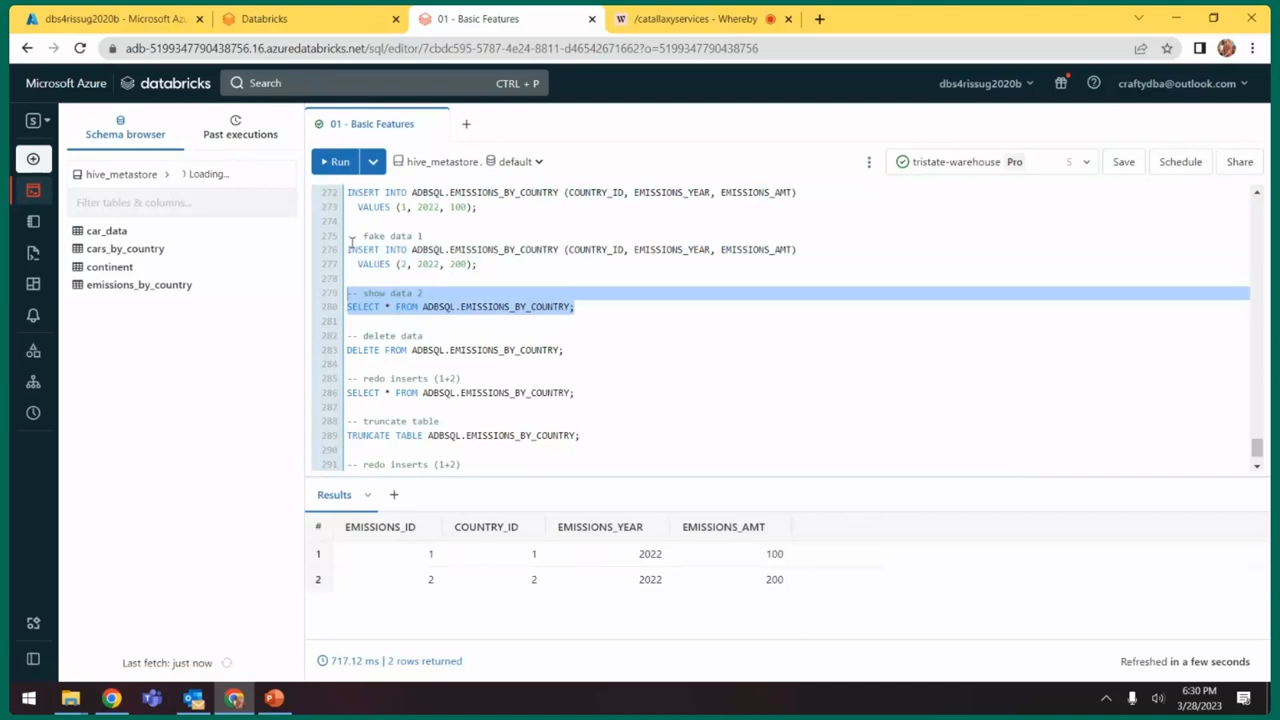 dbs4rissug2020b - Microsoft Azu
Databricks
01 - Basic Features
/catallaxyservices - Whereby
adb-5199347790438756.16.azuredatabricks.net/sql/editor/7cbdc595-5787-4e24-8811-d46542671662?o=5199347790438756
Microsoft Azure
databricks
Search
CTRL + P
dbs4rissug2020b
craftydba@outlook.com
S
Schema browser
Past executions
01 - Basic Features
hive_metastore
Loading...
Run
hive_metastore.
default
tristate-warehouse Pro
S
Save
Schedule
Share
Filter tables & columns...
car_data
cars_by_country
continent
emissions_by_country
272 INSERT INTO ADBSQL.EMISSIONS_BY_COUNTRY (COUNTRY_ID, EMISSIONS_YEAR, EMISSIONS_AMT)
273 VALUES (1, 2022, 100);
274
275 -- fake data 1
276 INSERT INTO ADBSQL.EMISSIONS_BY_COUNTRY (COUNTRY_ID, EMISSIONS_YEAR, EMISSIONS_AMT)
277 VALUES (2, 2022, 200);
278
279 -- show data 2
280 SELECT * FROM ADBSQL.EMISSIONS_BY_COUNTRY;
281
282 -- delete data
283 DELETE FROM ADBSQL.EMISSIONS_BY_COUNTRY;
284
285 -- redo inserts (1+2)
286 SELECT * FROM ADBSQL.EMISSIONS_BY_COUNTRY;
287
288 -- truncate table
289 TRUNCATE TABLE ADBSQL.EMISSIONS_BY_COUNTRY;
290
291 -- redo inserts (1+2)
Results
# EMISSIONS_ID COUNTRY_ID EMISSIONS_YEAR EMISSIONS_AMT
1 1 1 2022 100
2 2 2 2022 200
Last fetch: just now
717.12 ms | 2 rows returned
Refreshed in a few seconds
6:30 PM
3/28/2023